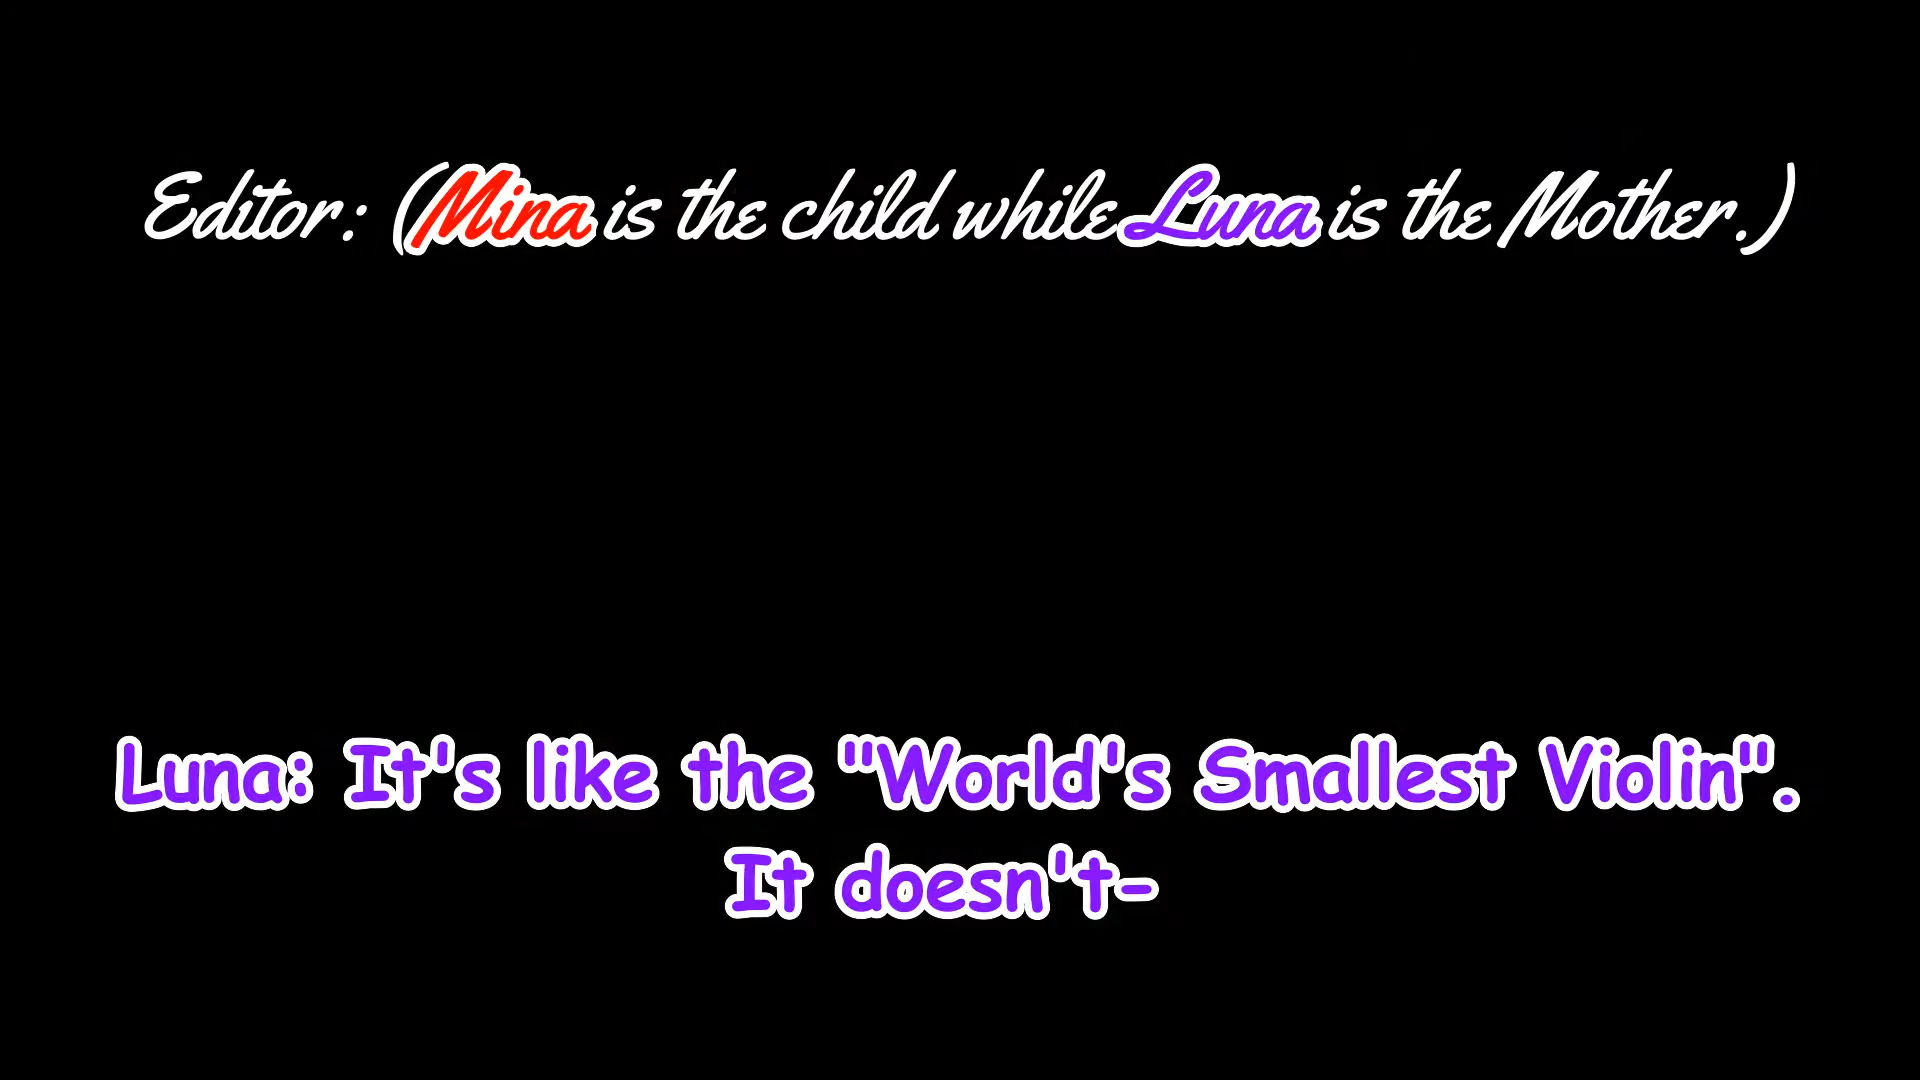 Editor: (Mina is the child while Luna is the Mother.)
Luna: It's like the "World's Smallest Violin".
It doesn't-